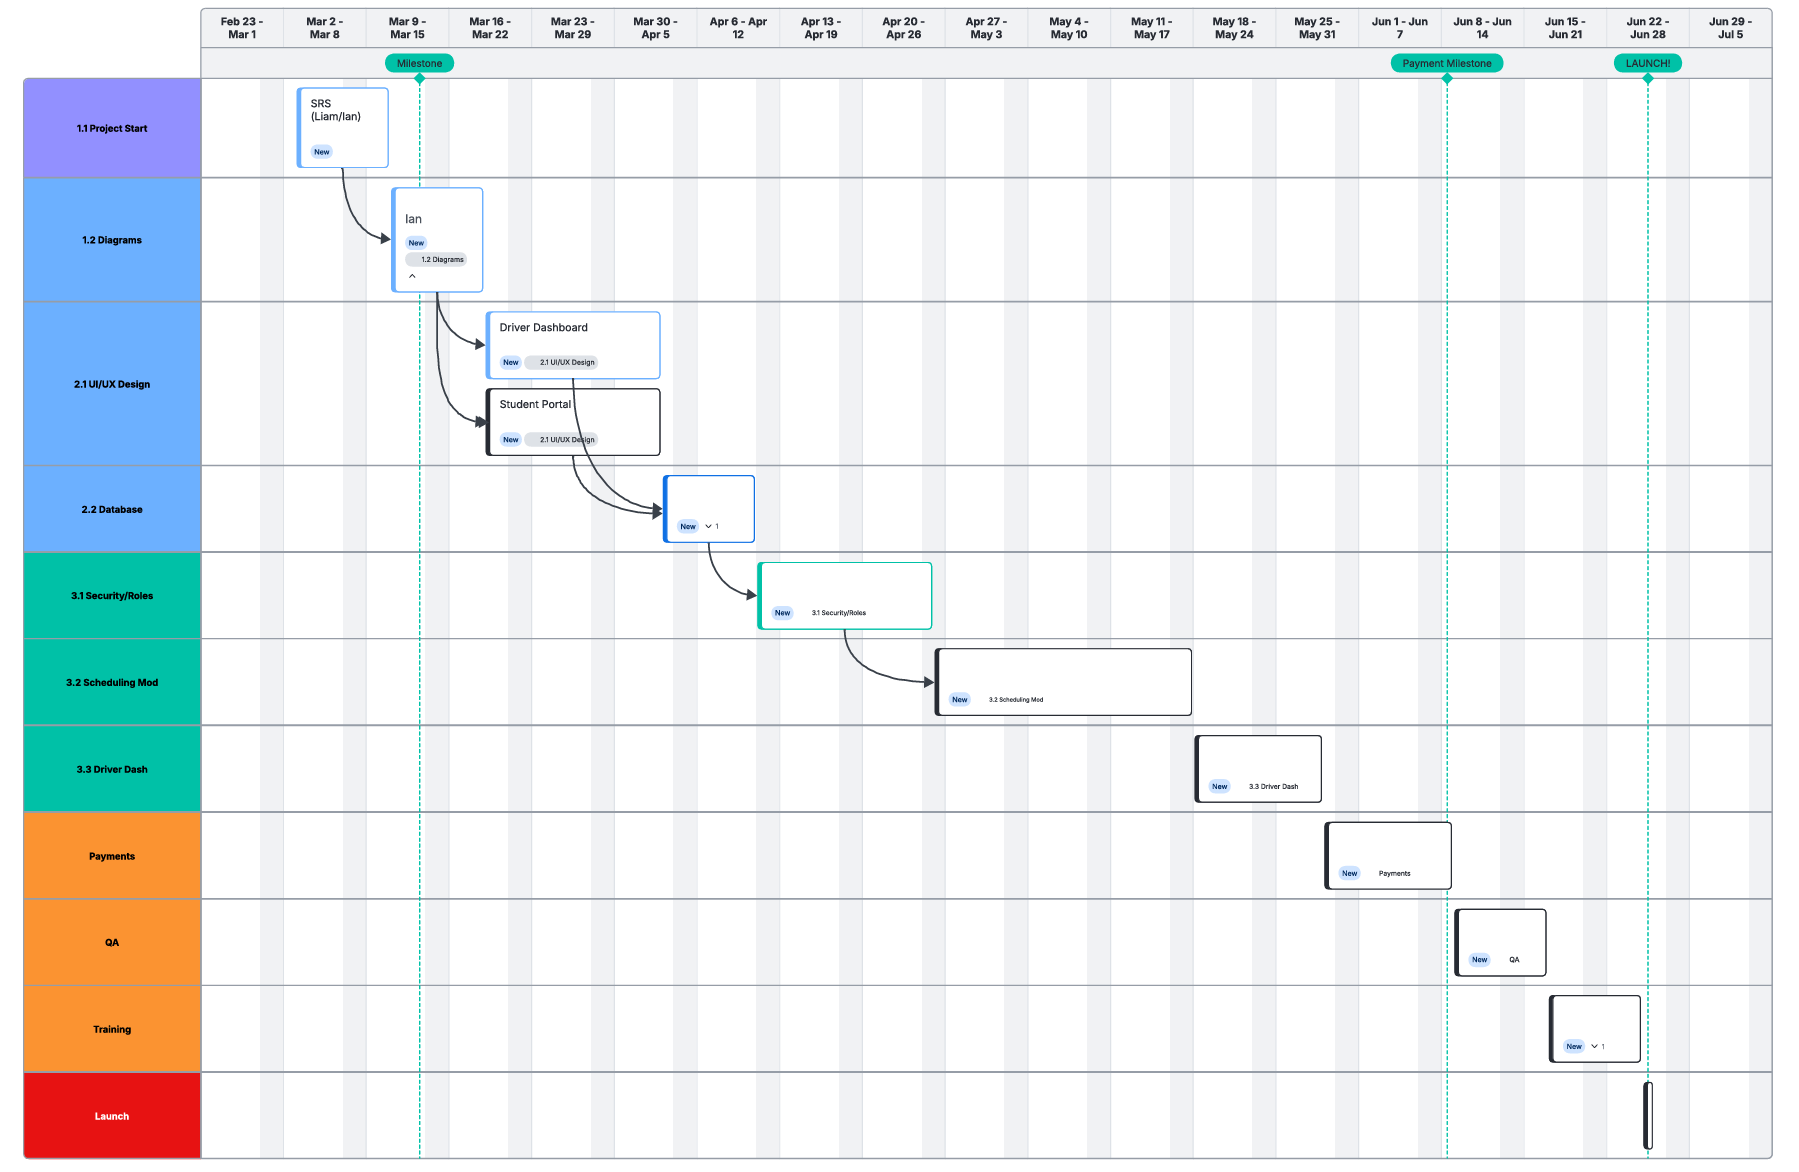 Feb 23 -
Mar 1
Mar 2 -
Mar 8
Mar 9 -
Mar 15
Mar 16 -
Mar 22
Mar 23 -
Mar 29
Mar 30 -
Apr 5
Apr 6 - Apr
12
Apr 13 -
Apr 19
Apr 20 -
Apr 26
Apr 27 -
May 3
May 4 -
May 10
May 11 -
May 17
May 18 -
May 24
May 25 -
May 31
Jun 1 - Jun
7
Jun 8 - Jun
14
Jun 15 -
Jun 21
Jun 22 -
Jun 28
Jun 29 -
Jul 5
Milestone
Payment Milestone
LAUNCH!
1.1 Project Start
SRS
(Liam/Ian)
New
1.2 Diagrams
Ian
New
1.2 Diagrams
2.1 UI/UX Design
Driver Dashboard
New 2.1 UI/UX Design
Student Portal
New 2.1 UI/UX Design
2.2 Database
New 1
3.1 Security/Roles
New 3.1 Security/Roles
3.2 Scheduling Mod
New 3.2 Scheduling Mod
3.3 Driver Dash
New 3.3 Driver Dash
Payments
New Payments
QA
New QA
Training
New 1
Launch